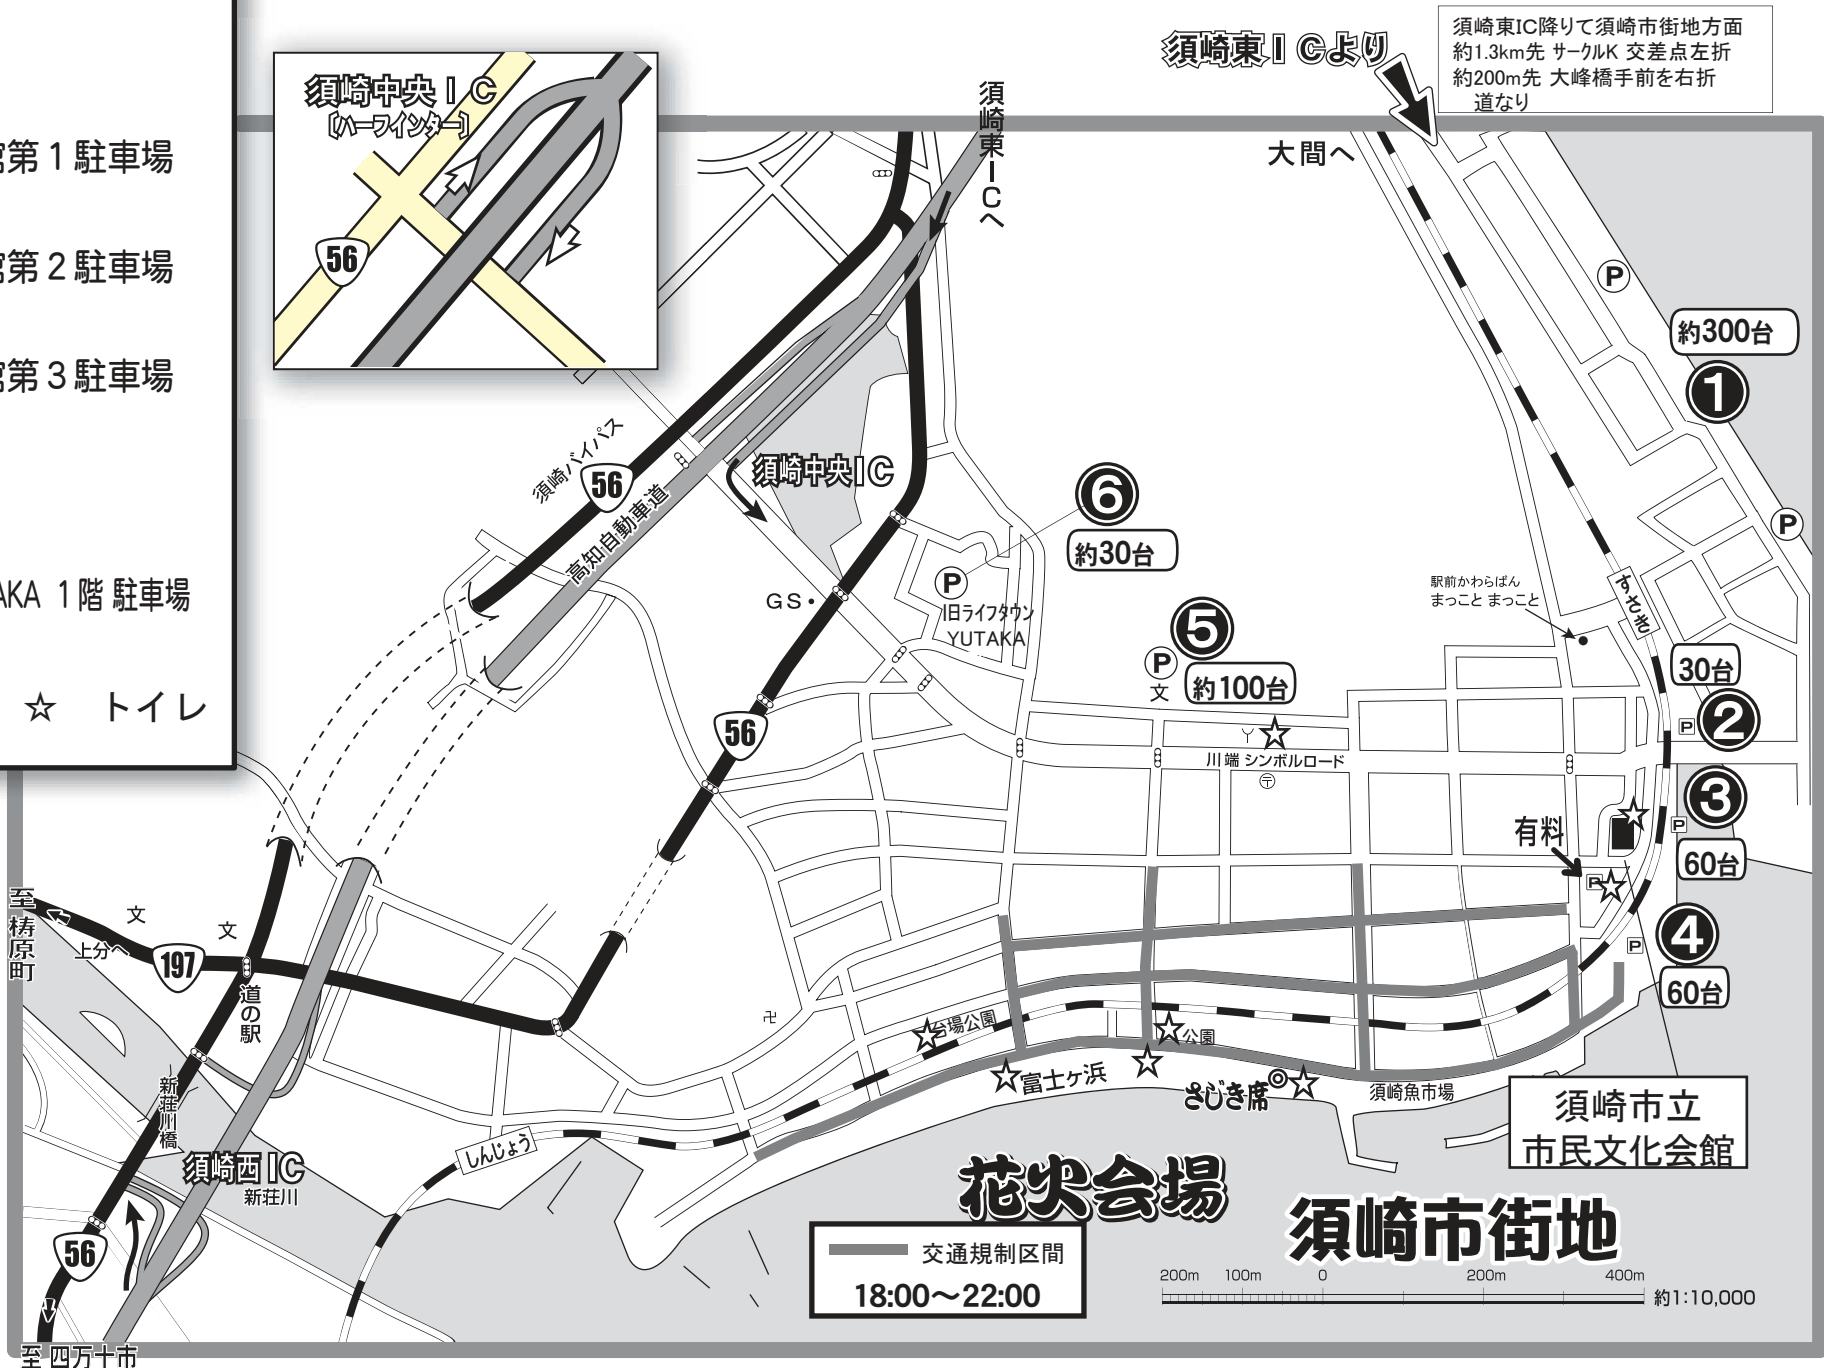 第1駐車場
第2駐車場
第3駐車場
AKA 1階 駐車場
☆ トイレ
須崎中央IC
〔ハーフインター〕
56
須崎東ICへ
須崎東ICより
須崎東IC降りて須崎市街地方面
約1.3km先 サークルK 交差点左折
約200m先 大峰橋手前を右折
道なり
大間へ
P
約300台
1
P
須崎バイパス
56
高知自動車道
須崎中央IC
6
約30台
P
旧ライフタウン
YUTAKA
GS
5
P
文
約100台
駅前かわらばん
まっこと まっこと
すさき
30台
P
2
56
川端 シンボルロード
〒
3
P
60台
有料
P
4
P
60台
至 梼原町
文
文
上分へ
197
道の駅
卍
台場公園
公園
富士ヶ浜
さじき席
須崎魚市場
須崎市立
市民文化会館
新荘川橋
しんじょう
須崎西IC
新荘川
56
花火会場
須崎市街地
交通規制区間
18:00〜22:00
200m 100m 0 200m 400m
約1:10,000
至 四万十市